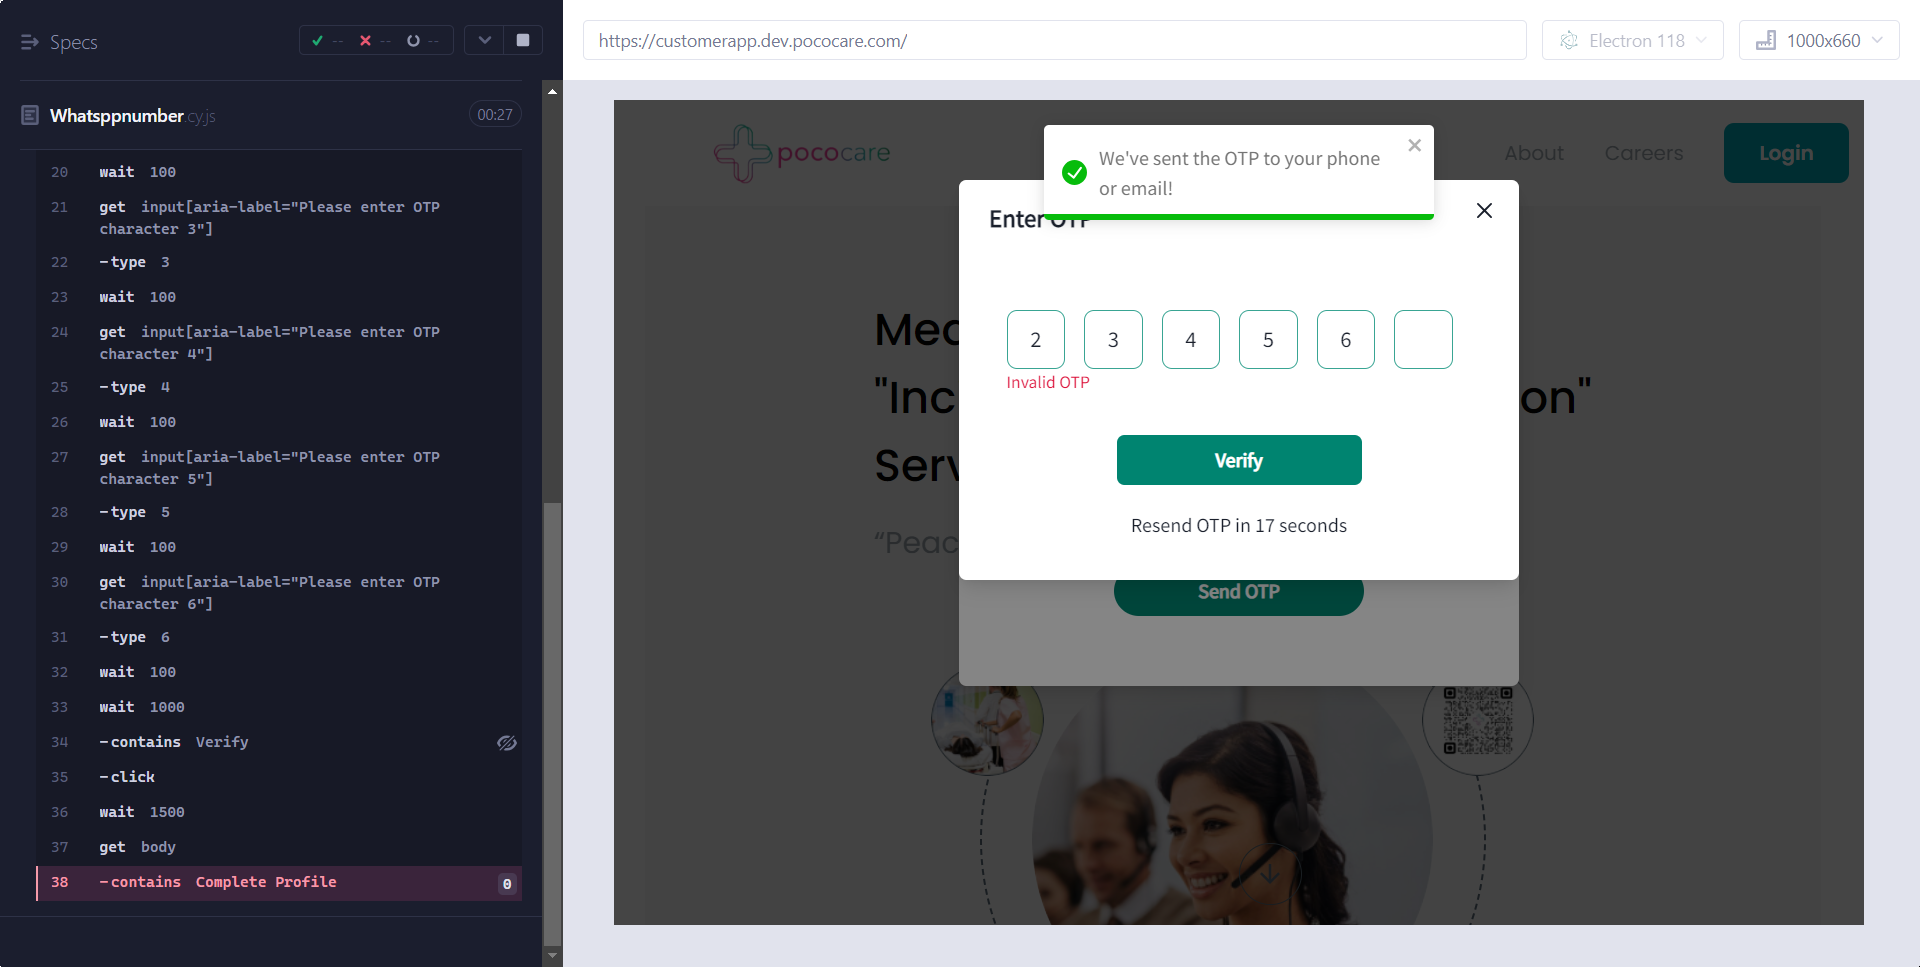 Specs
--
--
--
Whatsppnumber.cy.js
00:27
20 wait 100
21 get input[aria-label="Please enter OTP
character 3"]
22 -type 3
23 wait 100
24 get input[aria-label="Please enter OTP
character 4"]
25 -type 4
26 wait 100
27 get input[aria-label="Please enter OTP
character 5"]
28 -type 5
29 wait 100
30 get input[aria-label="Please enter OTP
character 6"]
31 -type 6
32 wait 100
33 wait 1000
34 -contains Verify
35 -click
36 wait 1500
37 get body
38 -contains Complete Profile 0
https://customerapp.dev.pococare.com/
Electron 118
1000x660
pococare
About
Careers
Login
We've sent the OTP to your phone
or email!
Enter OTP
2 3 4 5 6
Invalid OTP
Verify
Resend OTP in 17 seconds
Send OTP
Med
"Inc
on"
Serv
“Peac